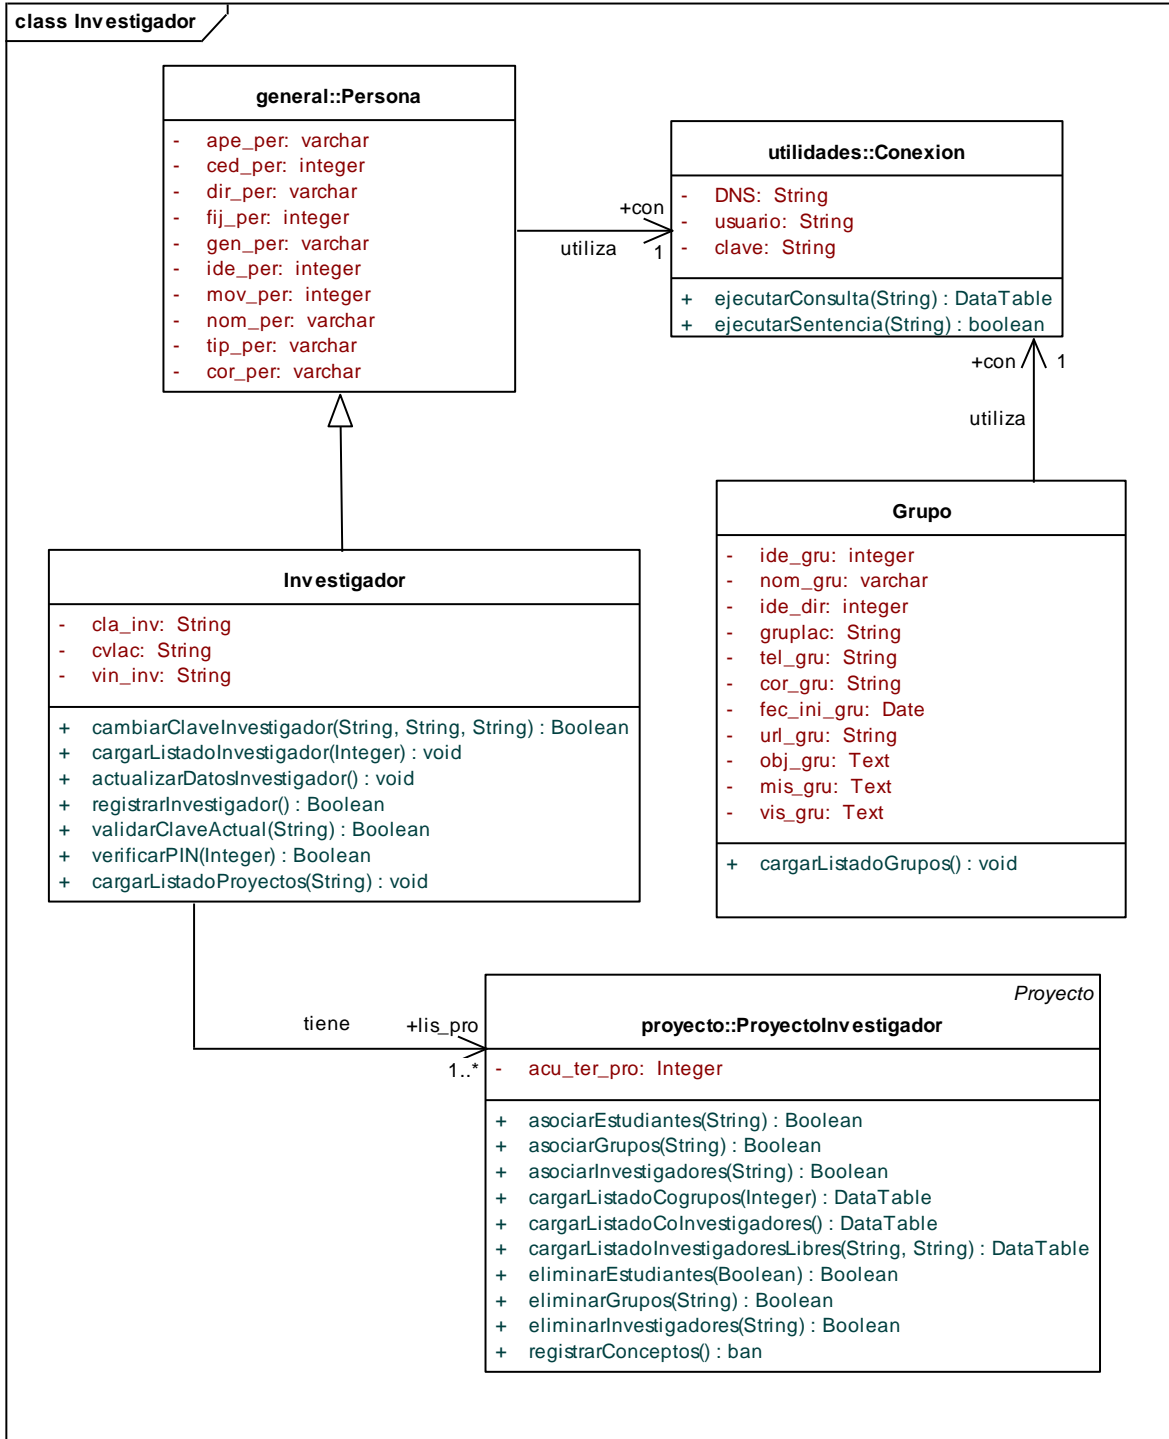 class Investigador
general::Persona
- ape_per: varchar
- ced_per: integer
- dir_per: varchar
- fij_per: integer
- gen_per: varchar
- ide_per: integer
- mov_per: integer
- nom_per: varchar
- tip_per: varchar
- cor_per: varchar
utilidades::Conexion
- DNS: String
- usuario: String
- clave: String
+ ejecutarConsulta(String) : DataTable
+ ejecutarSentencia(String) : boolean
+con
utiliza
1
+con
1
utiliza
Grupo
- ide_gru: integer
- nom_gru: varchar
- ide_dir: integer
- gruplac: String
- tel_gru: String
- cor_gru: String
- fec_ini_gru: Date
- url_gru: String
- obj_gru: Text
- mis_gru: Text
- vis_gru: Text
+ cargarListadoGrupos() : void
Investigador
- cla_inv: String
- cvlac: String
- vin_inv: String
+ cambiarClaveInvestigador(String, String, String) : Boolean
+ cargarListadoInvestigador(Integer) : void
+ actualizarDatosInvestigador() : void
+ registrarInvestigador() : Boolean
+ validarClaveActual(String) : Boolean
+ verificarPIN(Integer) : Boolean
+ cargarListadoProyectos(String) : void
tiene
+lis_pro
1..*
Proyecto
proyecto::ProyectoInvestigador
- acu_ter_pro: Integer
+ asociarEstudiantes(String) : Boolean
+ asociarGrupos(String) : Boolean
+ asociarInvestigadores(String) : Boolean
+ cargarListadoCogrupos(Integer) : DataTable
+ cargarListadoCoInvestigadores() : DataTable
+ cargarListadoInvestigadoresLibres(String, String) : DataTable
+ eliminarEstudiantes(Boolean) : Boolean
+ eliminarGrupos(String) : Boolean
+ eliminarInvestigadores(String) : Boolean
+ registrarConceptos() : ban